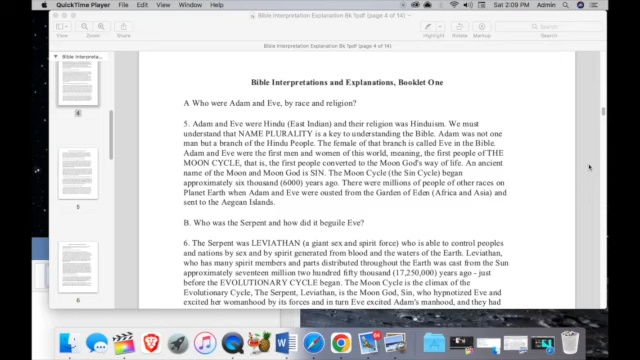 QuickTime Player File Edit View Window Help Sat 2:09 PM Admin
Bible Interpretation Explanation Bk !pdf (page 4 of 14)
View Zoom Share Highlight Rotate Markup Search
Bible Interpretation Explanation Bk !pdf (page 4 of 14)
Bible Interpretation Explanation Bk !pdf
4
5
6
Bible Interpretations and Explanations, Booklet One
A Who were Adam and Eve, by race and religion?
5. Adam and Eve were Hindu (East Indian) and their religion was Hinduism. We must
understand that NAME PLURALITY is a key to understanding the Bible. Adam was not one
man but a branch of the Hindu People. The female of that branch is called Eve in the Bible.
Adam and Eve were the first men and women of this world, meaning, the first people of THE
MOON CYCLE, that is, the first people converted to the Moon God's way of life. An ancient
name of the Moon and Moon God is SIN. The Moon Cycle (the Sin Cycle) began
approximately six thousand (6000) years ago. There were millions of people of other races on
Planet Earth when Adam and Eve were ousted from the Garden of Eden (Africa and Asia) and
sent to the Aegean Islands.
B. Who was the Serpent and how did it beguile Eve?
6. The Serpent was LEVIATHAN (a giant sex and spirit force) who is able to control peoples
and nations by sex and by spirit generated from blood and the waters of the Earth. Leviathan,
who has many spirit members and parts distributed throughout the Earth was cast from the Sun
approximately seventeen million two hundred fifty thousand (17,250,000) years ago - just
before the EVOLUTIONARY CYCLE began. The Moon Cycle is the climax of the
Evolutionary Cycle, The Serpent, Leviathan, is the Moon God, Sin, who hypnotized Eve and
excited her womanhood by its forces and in turn Eve excited Adam's manhood, and they had